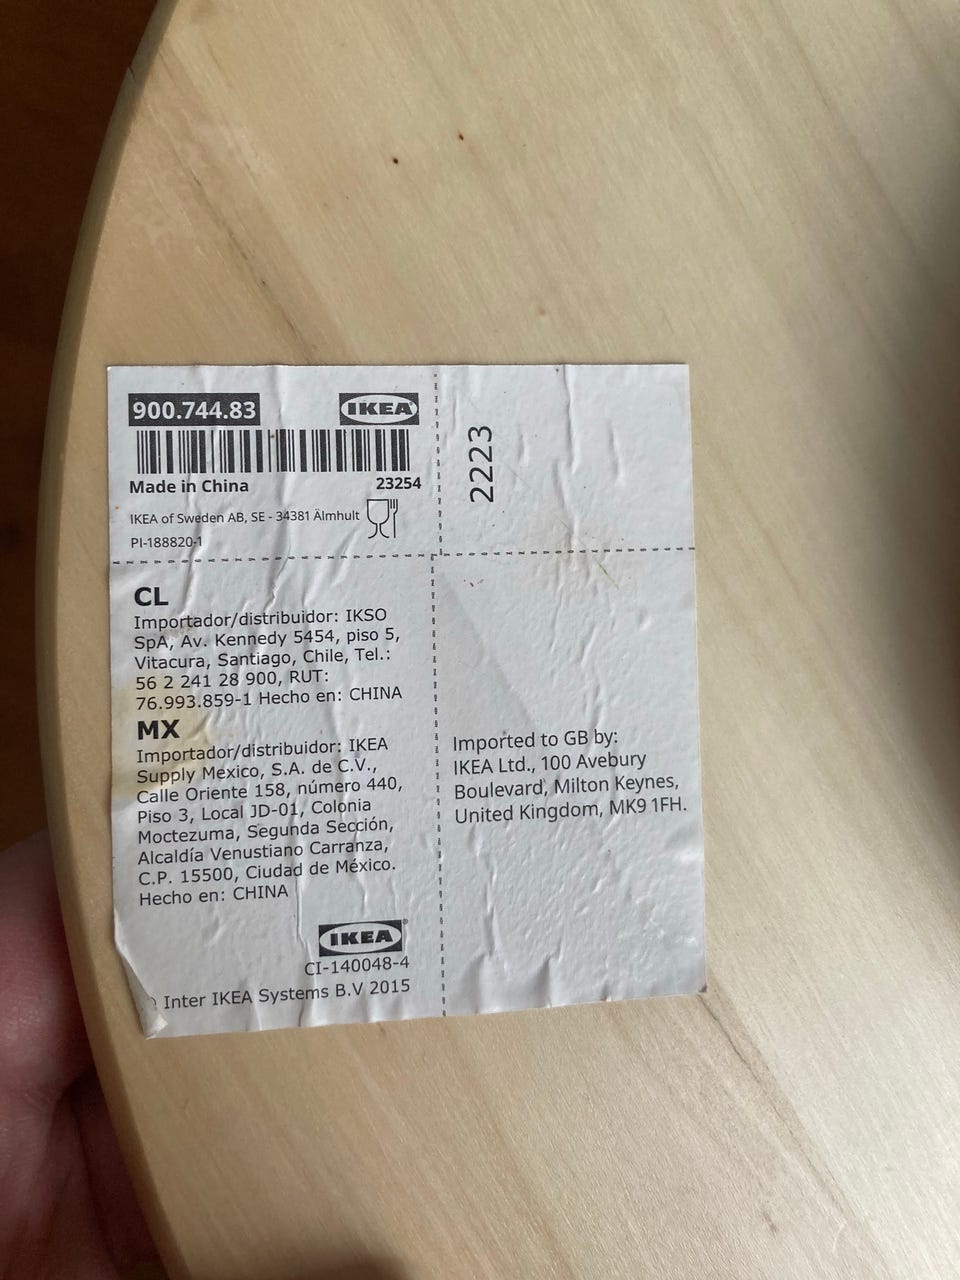 900.744.83
IKEA
Made in China
23254
IKEA of Sweden AB, SE - 34381 Älmhult
PI-188820-1
2223
CL
Importador/distribuidor: IKSO
SpA, Av. Kennedy 5454, piso 5,
Vitacura, Santiago, Chile, Tel.:
56 2 241 28 900, RUT:
76.993.859-1 Hecho en: CHINA
MX
Importador/distribuidor: IKEA
Supply Mexico, S.A. de C.V.,
Calle Oriente 158, número 440,
Piso 3, Local JD-01, Colonia
Moctezuma, Segunda Sección,
Alcaldía Venustiano Carranza,
C.P. 15500, Ciudad de México.
Hecho en: CHINA
IKEA®
CI-140048-4
© Inter IKEA Systems B.V 2015
Imported to GB by:
IKEA Ltd., 100 Avebury
Boulevard, Milton Keynes,
United Kingdom, MK9 1FH.